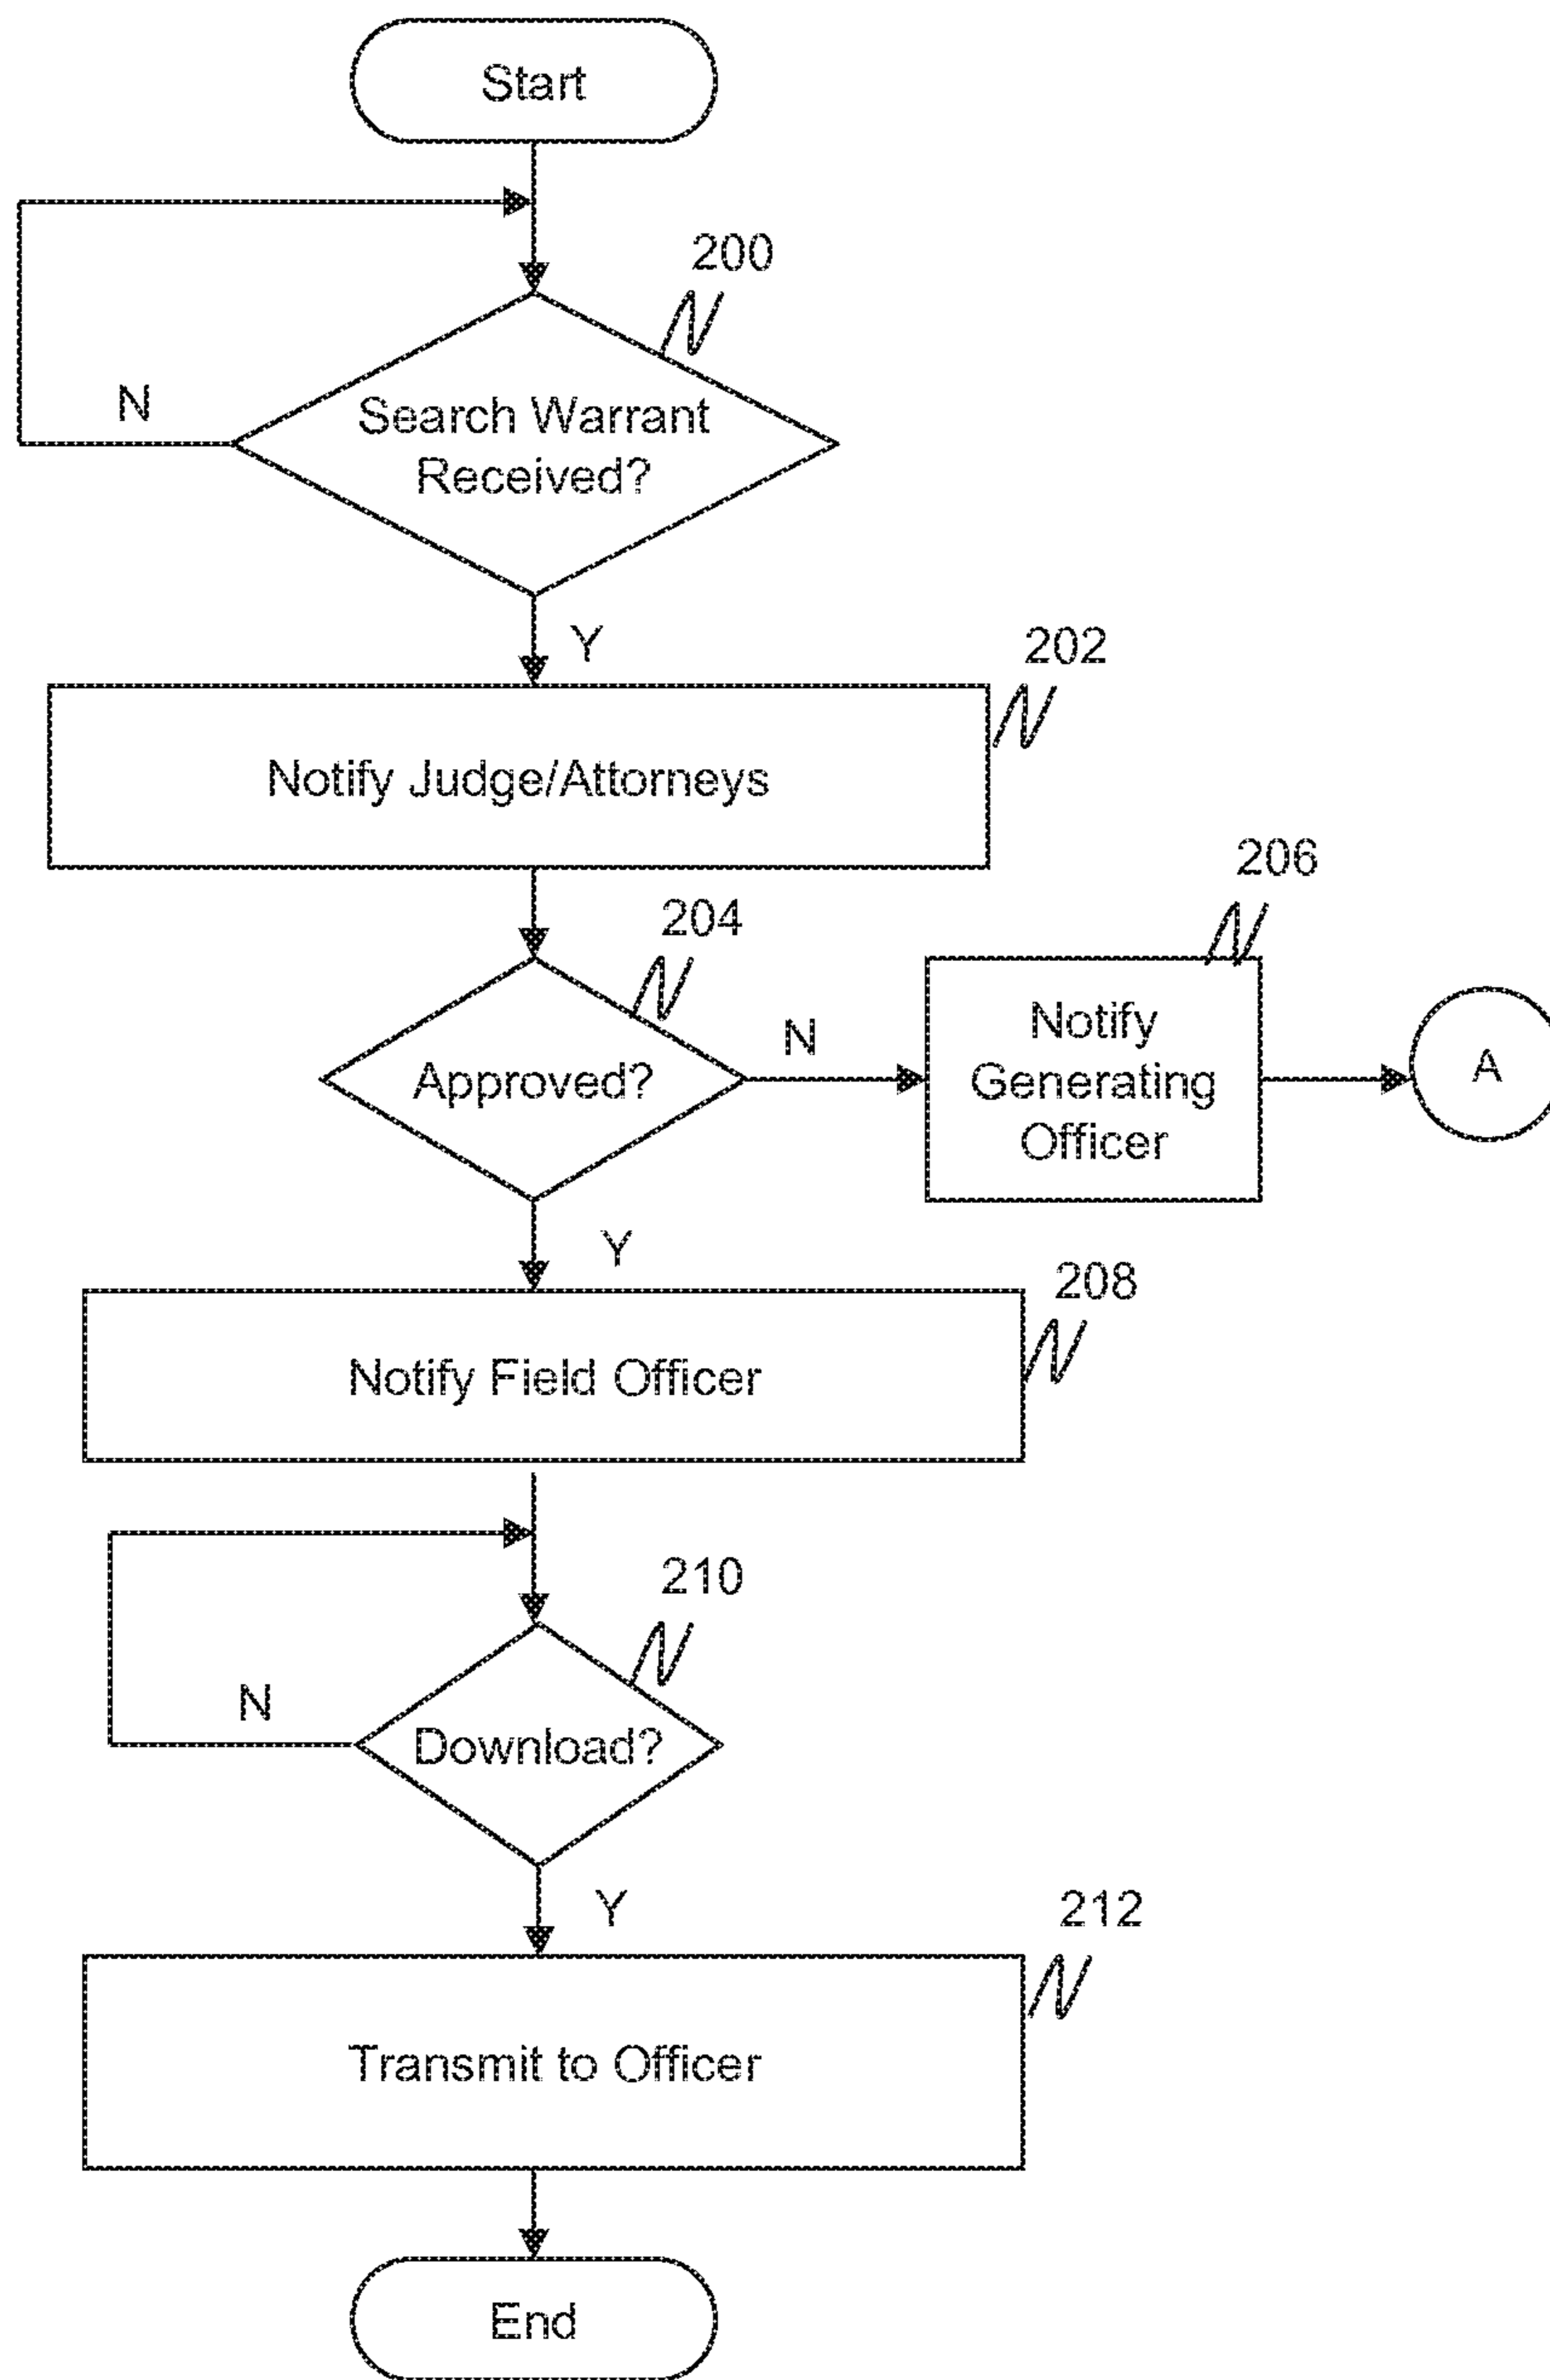 Start
200
N
Search Warrant
Received?
Y
202
Notify Judge/Attorneys
204
206
Approved?
N
Notify
Generating
Officer
A
Y
208
Notify Field Officer
210
N
Download?
Y
212
Transmit to Officer
End